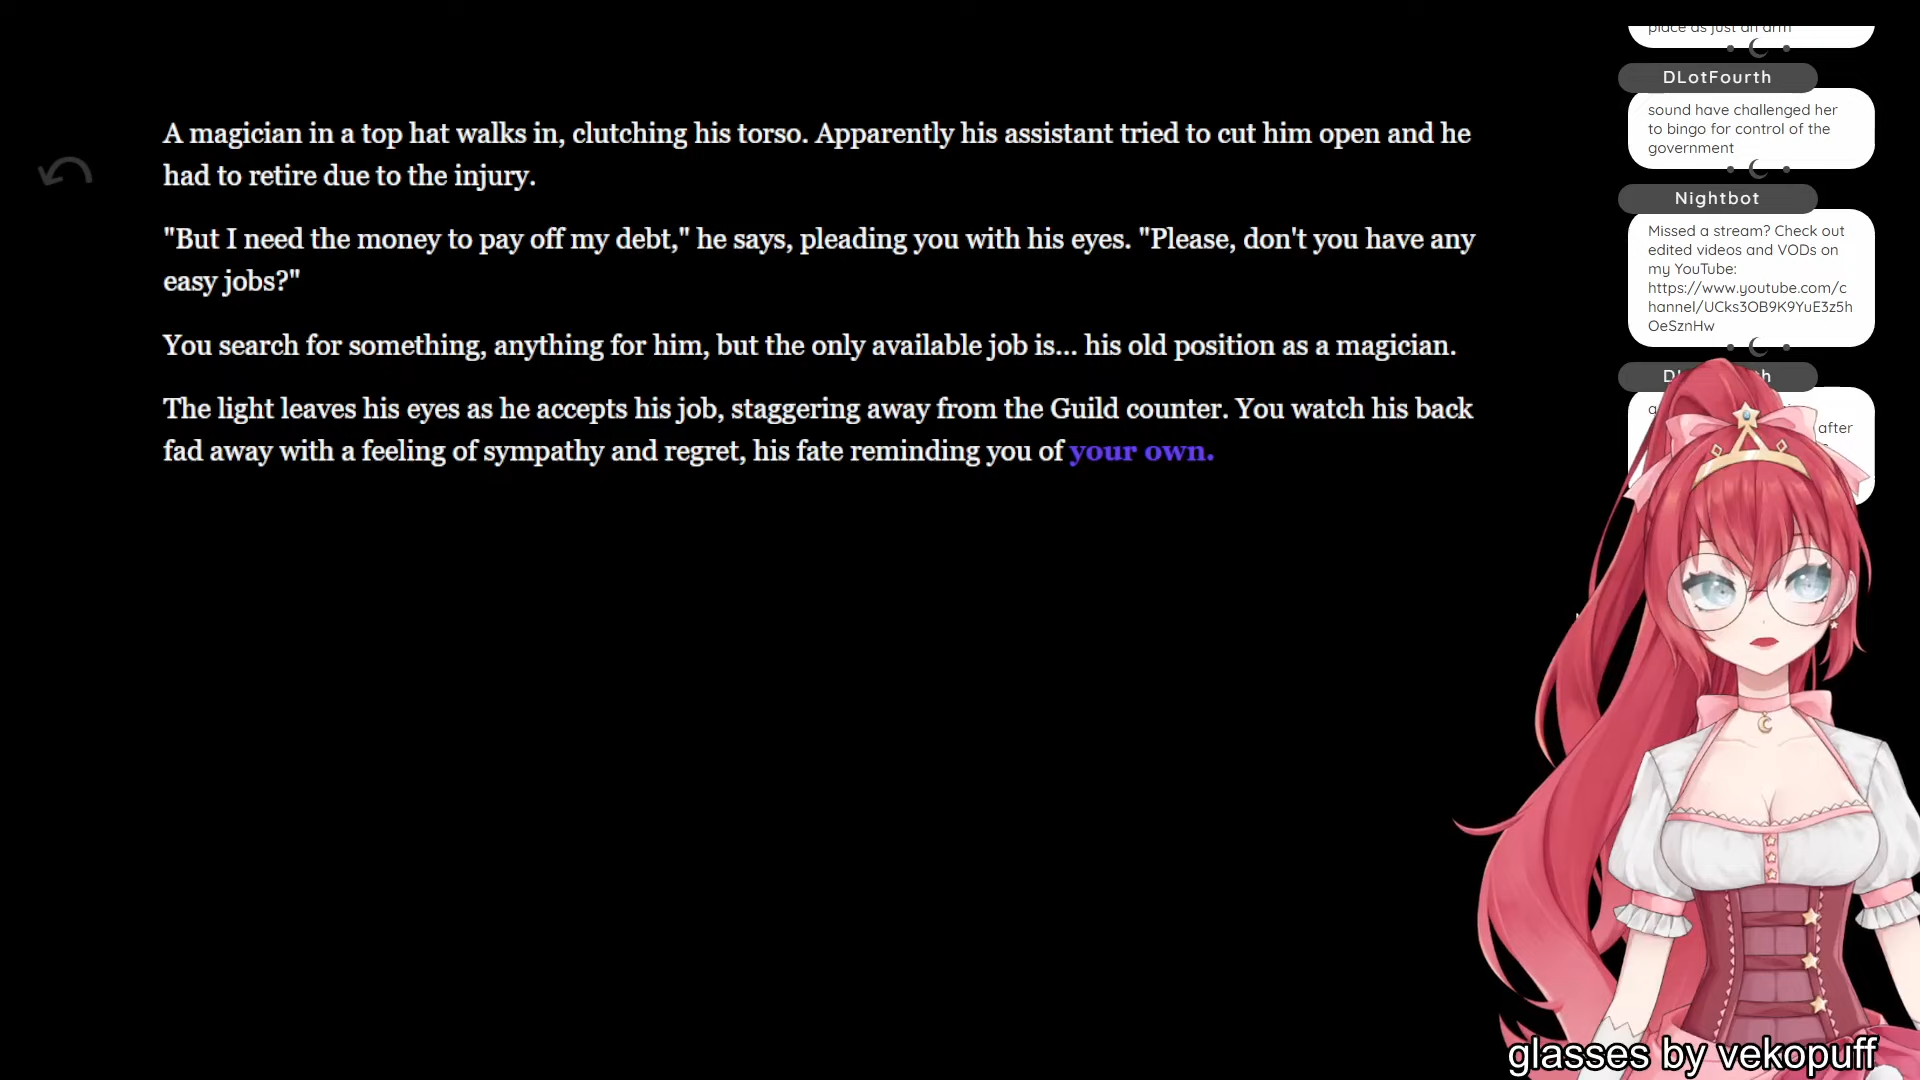 A magician in a top hat walks in, clutching his torso. Apparently his assistant tried to cut him open and he
had to retire due to the injury.
"But I need the money to pay off my debt," he says, pleading you with his eyes. "Please, don't you have any
easy jobs?"
You search for something, anything for him, but the only available job is... his old position as a magician.
The light leaves his eyes as he accepts his job, staggering away from the Guild counter. You watch his back
fad away with a feeling of sympathy and regret, his fate reminding you of your own.
place as just an arm
DLotFourth
sound have challenged her
to bingo for control of the
government
Nightbot
Missed a stream? Check out
edited videos and VODs on
my YouTube:
https://www.youtube.com/c
hannel/UCks3OB9K9YuE3z5h
OeSznHw
after
glasses by vekopuff